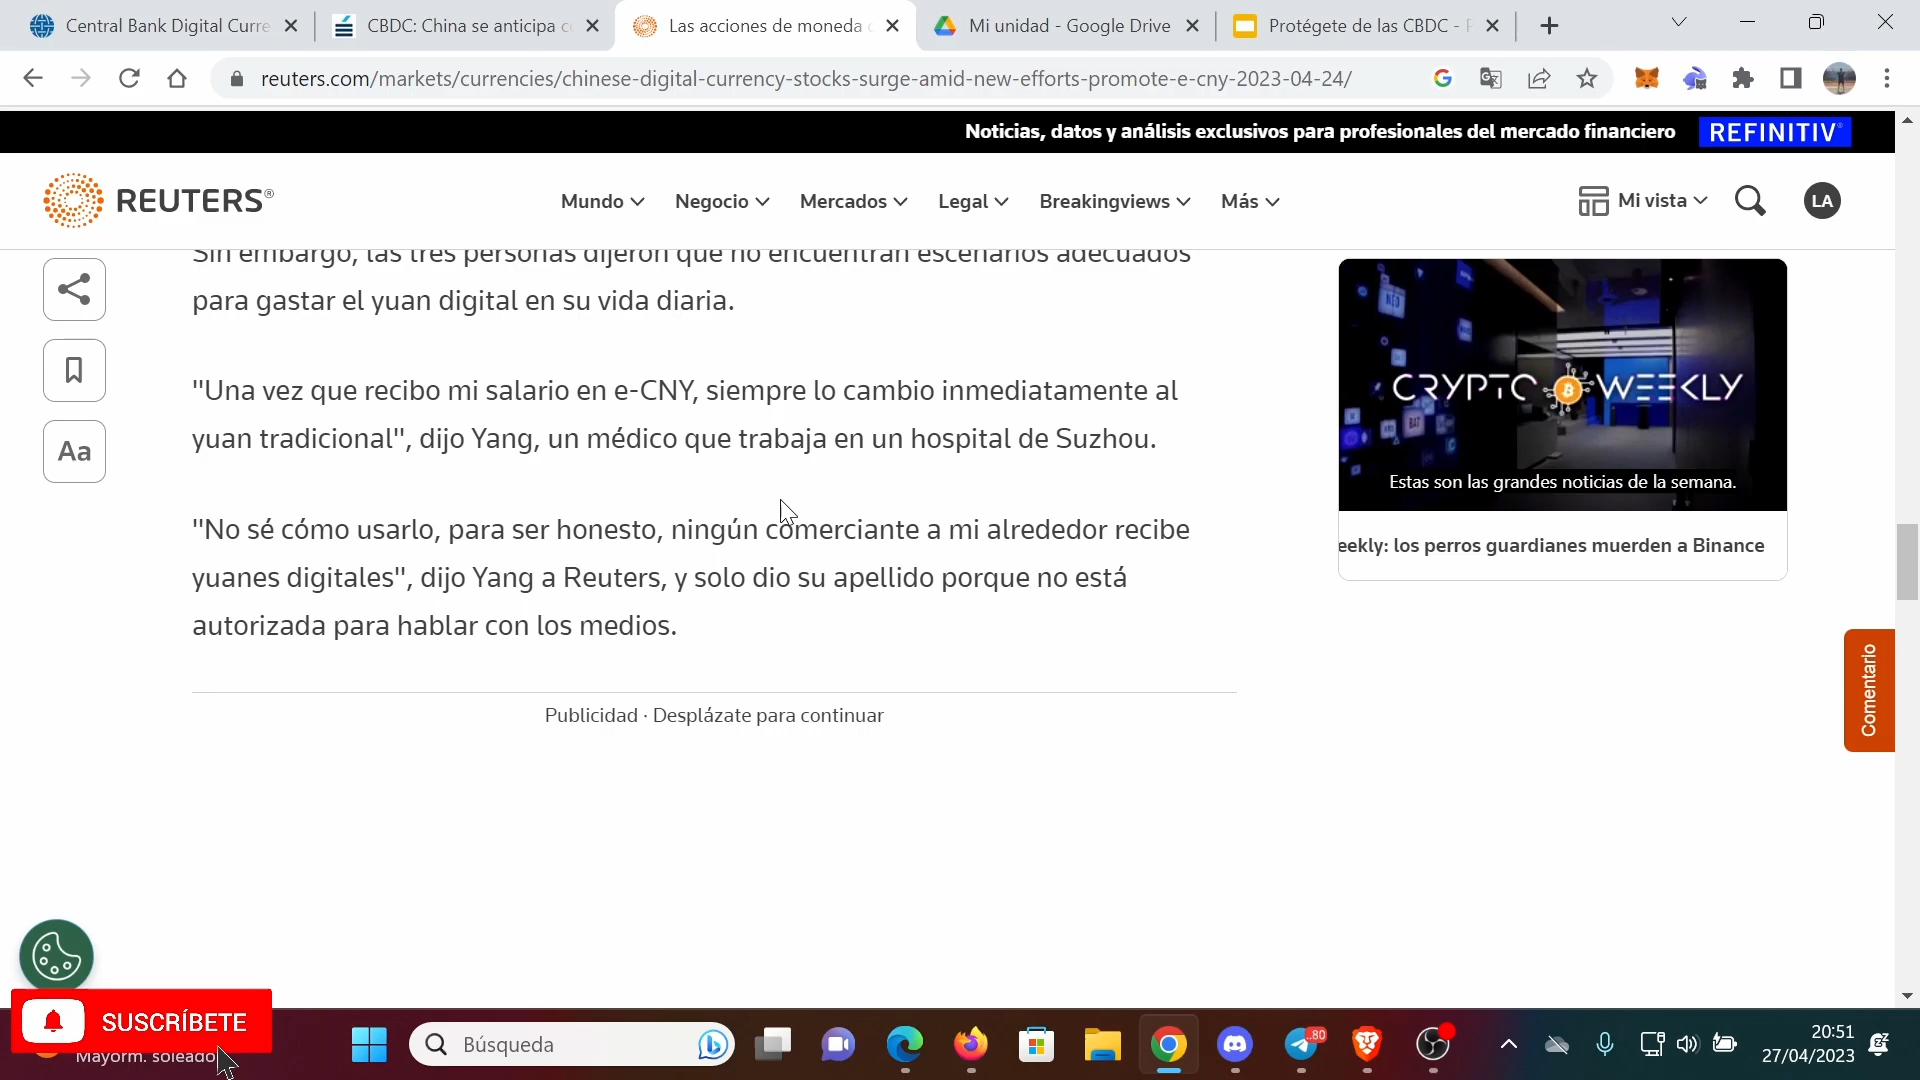 Central Bank Digital Curre
CBDC: China se anticipa c
Las acciones de moneda
Mi unidad - Google Drive
Protégete de las CBDC -
reuters.com/markets/currencies/chinese-digital-currency-stocks-surge-amid-new-efforts-promote-e-cny-2023-04-24/
Noticias, datos y análisis exclusivos para profesionales del mercado financiero
REFINITIV
REUTERS®
Mundo
Negocio
Mercados
Legal
Breakingviews
Más
Mi vista
LA
Sin embargo, las tres personas dijeron que no encuentran escenarios adecuados
para gastar el yuan digital en su vida diaria.
"Una vez que recibo mi salario en e-CNY, siempre lo cambio inmediatamente al
yuan tradicional", dijo Yang, un médico que trabaja en un hospital de Suzhou.
"No sé cómo usarlo, para ser honesto, ningún comerciante a mi alrededor recibe
yuanes digitales", dijo Yang a Reuters, y solo dio su apellido porque no está
autorizada para hablar con los medios.
Aa
Publicidad · Desplázate para continuar
CRYPTO WEEKLY
Estas son las grandes noticias de la semana.
eekly: los perros guardianes muerden a Binance
Comentario
SUSCRÍBETE
Mayorm. soleado
Búsqueda
80
20:51
27/04/2023